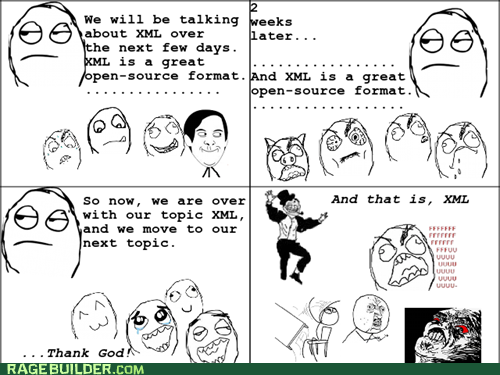 We will be talking
about XML over
the next few days.
XML is a great
open-source format.
................
2
weeks
later...
..................
And XML is a great
open-source format.
..................
So now, we are over
with our topic XML,
and we move to our
next topic.
...Thank God!
And that is, XML
FFFFFFF
FFFFFFF
FFFFFF
FFFUU
UUUU
UUUU
UUUU
UUUU
UUUU-
RAGEBUILDER.COM